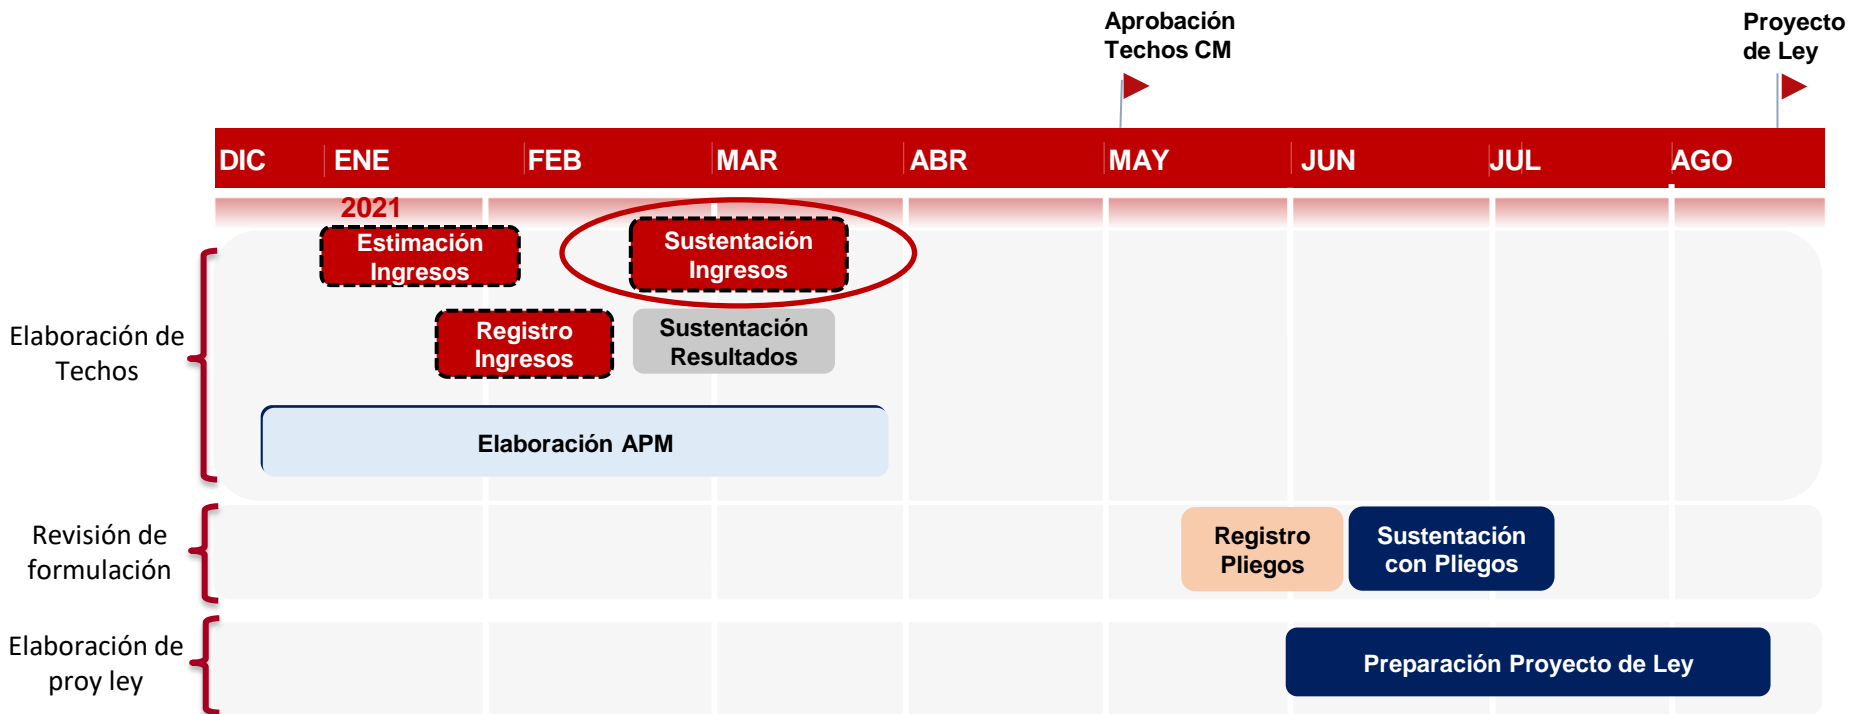 Aprobación
Techos CM
Proyecto
de Ley
DIC ENE FEB MAR ABR MAY JUN JUL AGO
2021
Estimación
Ingresos
Sustentación
Ingresos
Elaboración de
Techos
Registro
Ingresos
Sustentación
Resultados
Elaboración APM
Revisión de
formulación
Registro
Pliegos
Sustentación
con Pliegos
Elaboración de
proy ley
Preparación Proyecto de Ley